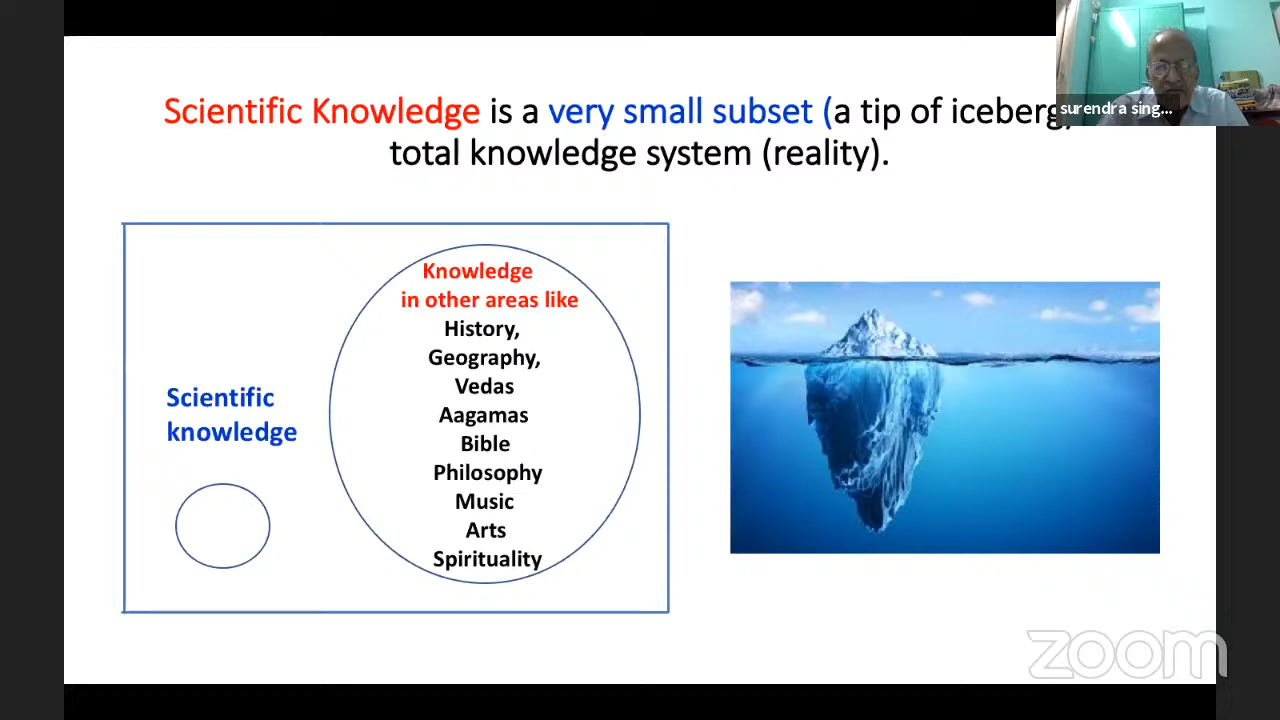 Scientific Knowledge is a very small subset (a tip of iceberg,
total knowledge system (reality).
surendra sing...
Knowledge
in other areas like
History,
Geography,
Vedas
Aagamas
Bible
Philosophy
Music
Arts
Spirituality
Scientific
knowledge
zoom